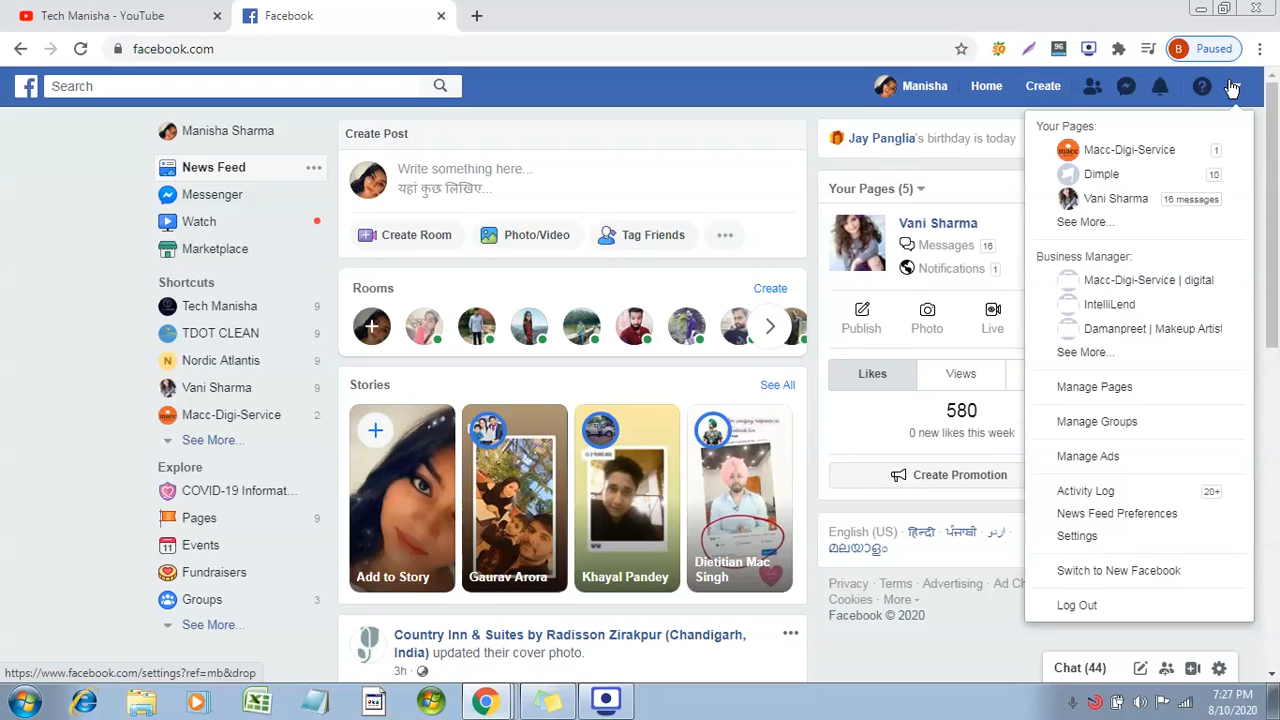 Tech Manisha - YouTube
Facebook
facebook.com
96
B Paused
Search
Manisha Home Create
Manisha Sharma
News Feed
Messenger
Watch
Marketplace
Shortcuts
Tech Manisha 9
TDOT CLEAN 9
N Nordic Atlantis 9
Vani Sharma 9
macc Macc-Digi-Service 2
See More...
Explore
COVID-19 Informat...
Pages 9
11 Events
Fundraisers
Groups 3
See More...
https://www.facebook.com/settings?ref=mb&drop
Create Post
Write something here...
यहां कुछ लिखिए...
Create Room Photo/Video Tag Friends
Rooms Create
Stories See All
Add to Story
Gaurav Arora
Khayal Pandey
Dietitian Mac
Singh
Country Inn & Suites by Radisson Zirakpur (Chandigarh,
India) updated their cover photo.
3h
Jay Panglia's birthday is today
Your Pages (5)
Vani Sharma
Messages 16
Notifications 1
Publish Photo Live
Likes Views
580
0 new likes this week
Create Promotion
English (US) · हिन्दी · ਪੰਜਾਬੀ · اردو ·
മലയാളം
Privacy · Terms · Advertising · Ad Ch
Cookies · More
Facebook © 2020
Your Pages:
macc Macc-Digi-Service 1
Dimple 10
Vani Sharma 16 messages
See More...
Business Manager:
Macc-Digi-Service | digital
IntelliLend
Damanpreet | Makeup Artist
See More...
Manage Pages
Manage Groups
Manage Ads
Activity Log 20+
News Feed Preferences
Settings
Switch to New Facebook
Log Out
Chat (44)
7:27 PM
8/10/2020